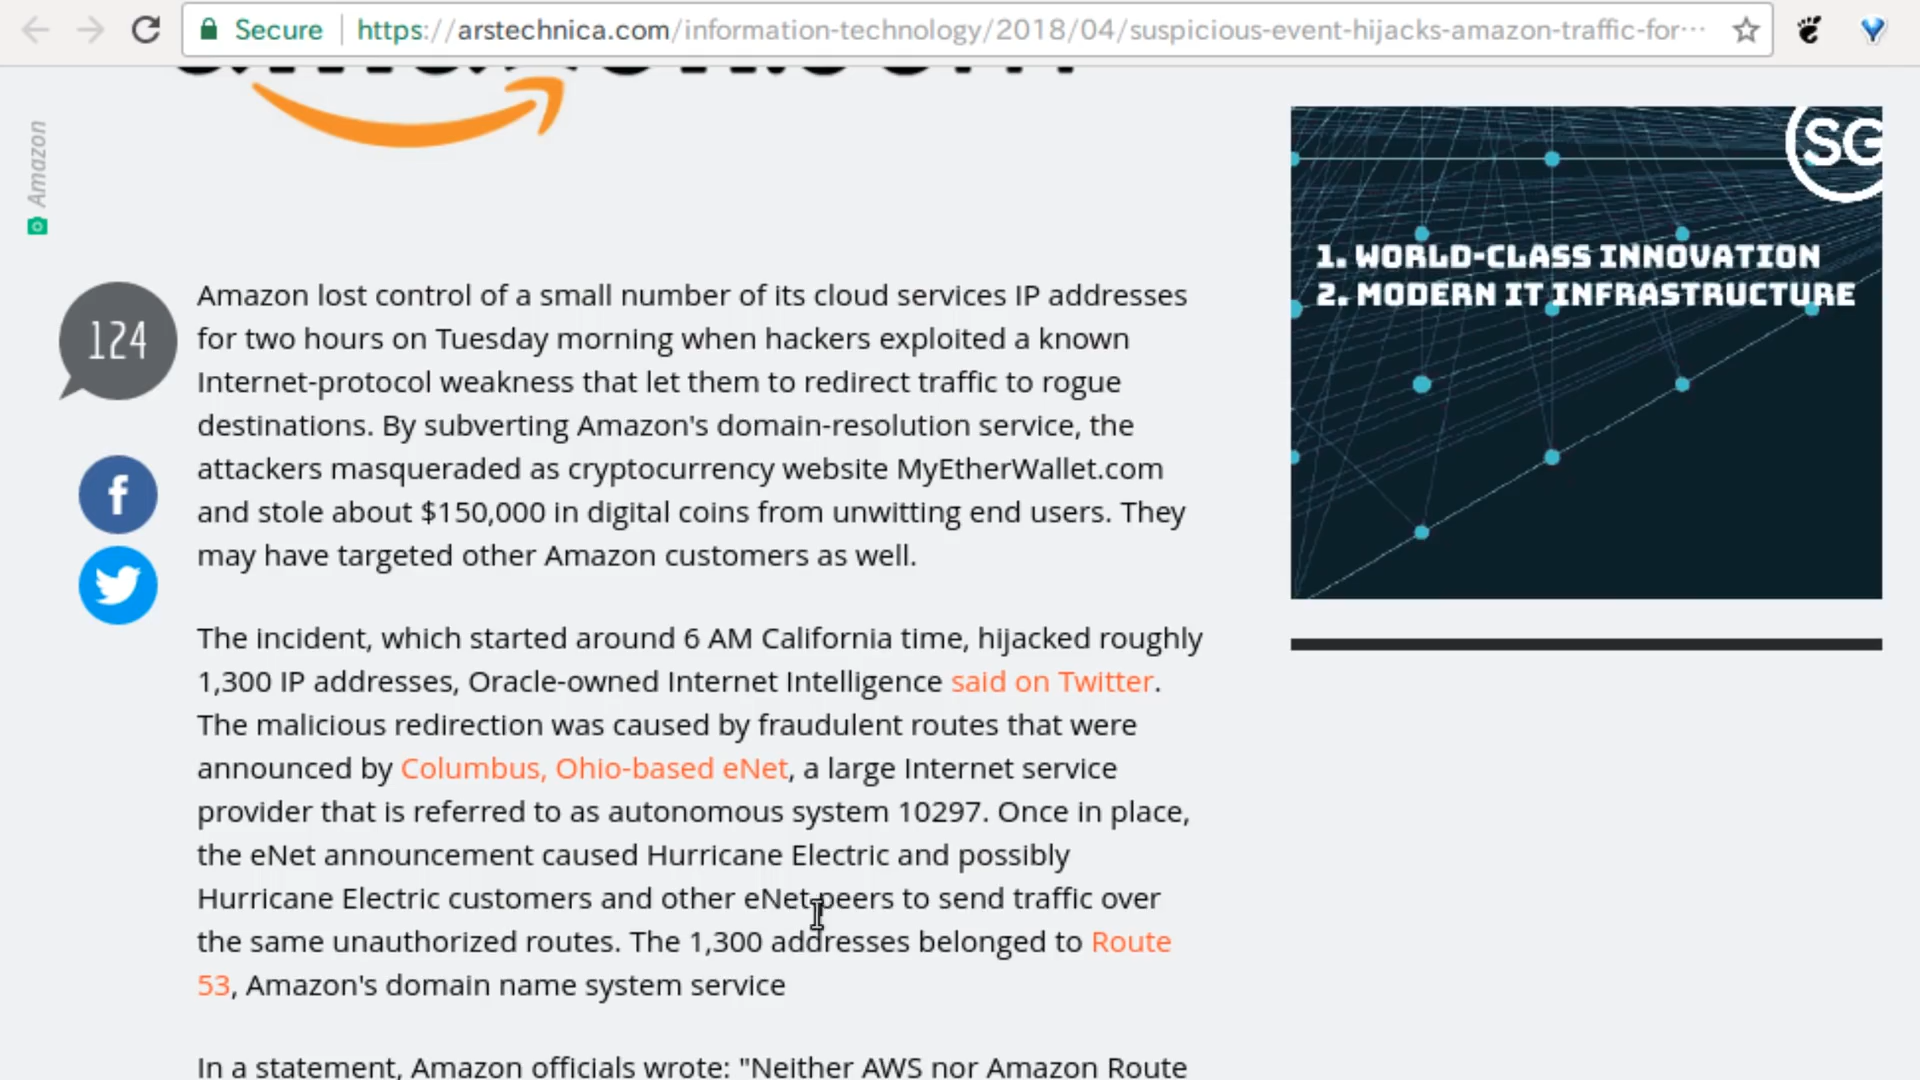 Secure https://arstechnica.com/information-technology/2018/04/suspicious-event-hijacks-amazon-traffic-for…
Amazon
SG
1. WORLD-CLASS INNOVATION
2. MODERN IT INFRASTRUCTURE
124
Amazon lost control of a small number of its cloud services IP addresses
for two hours on Tuesday morning when hackers exploited a known
Internet-protocol weakness that let them to redirect traffic to rogue
destinations. By subverting Amazon's domain-resolution service, the
attackers masqueraded as cryptocurrency website MyEtherWallet.com
and stole about $150,000 in digital coins from unwitting end users. They
may have targeted other Amazon customers as well.
The incident, which started around 6 AM California time, hijacked roughly
1,300 IP addresses, Oracle-owned Internet Intelligence said on Twitter.
The malicious redirection was caused by fraudulent routes that were
announced by Columbus, Ohio-based eNet, a large Internet service
provider that is referred to as autonomous system 10297. Once in place,
the eNet announcement caused Hurricane Electric and possibly
Hurricane Electric customers and other eNet peers to send traffic over
the same unauthorized routes. The 1,300 addresses belonged to Route
53, Amazon's domain name system service
In a statement, Amazon officials wrote: "Neither AWS nor Amazon Route